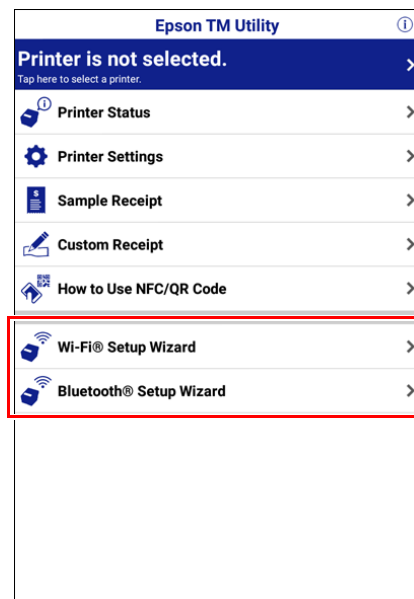 Epson TM Utility
Printer is not selected.
Tap here to select a printer.
Printer Status
Printer Settings
Sample Receipt
Custom Receipt
How to Use NFC/QR Code
Wi-Fi® Setup Wizard
Bluetooth® Setup Wizard